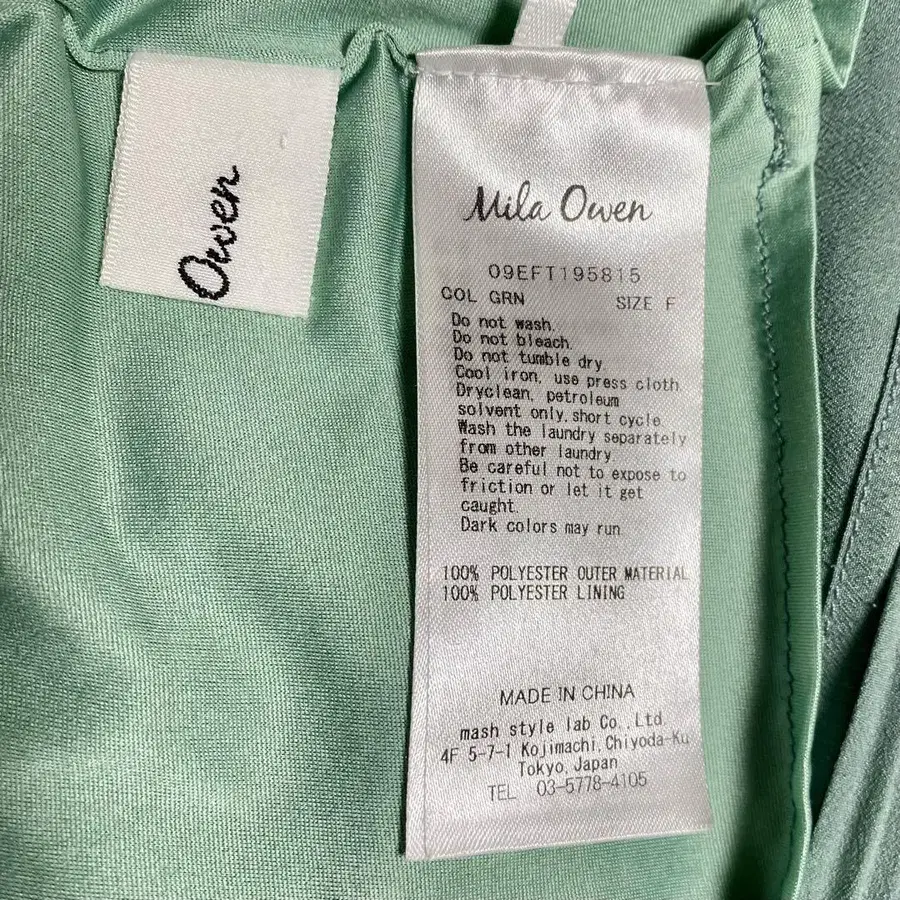 Owen
Mila Owen
09EFT195815
COL GRN SIZE F
Do not wash.
Do not bleach.
Do not tumble dry.
Cool iron, use press cloth.
Dryclean, petroleum
solvent only, short cycle
Wash the laundry separately
from other laundry
Be careful not to expose to
friction or let it get
caught.
Dark colors may run
100% POLYESTER OUTER MATERIAL
100% POLYESTER LINING
MADE IN CHINA
mash style lab Co.,Ltd
4F 5-7-1 Kojimachi,Chiyoda-Ku
Tokyo,Japan
TEL 03-5778-4105